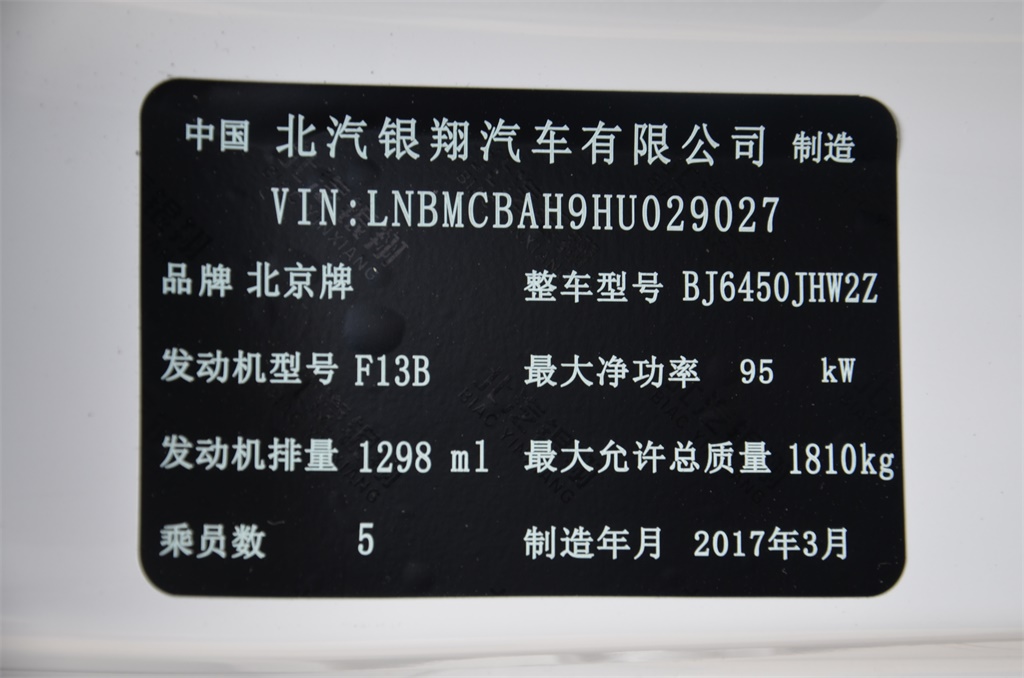 中国 北汽银翔汽车有限公司 制造
VIN:LNBMCBAH9HU029027
品牌 北京牌 整车型号 BJ6450JHW2Z
发动机型号 F13B 最大净功率 95 kW
发动机排量 1298 ml 最大允许总质量 1810kg
乘员数 5 制造年月 2017年3月